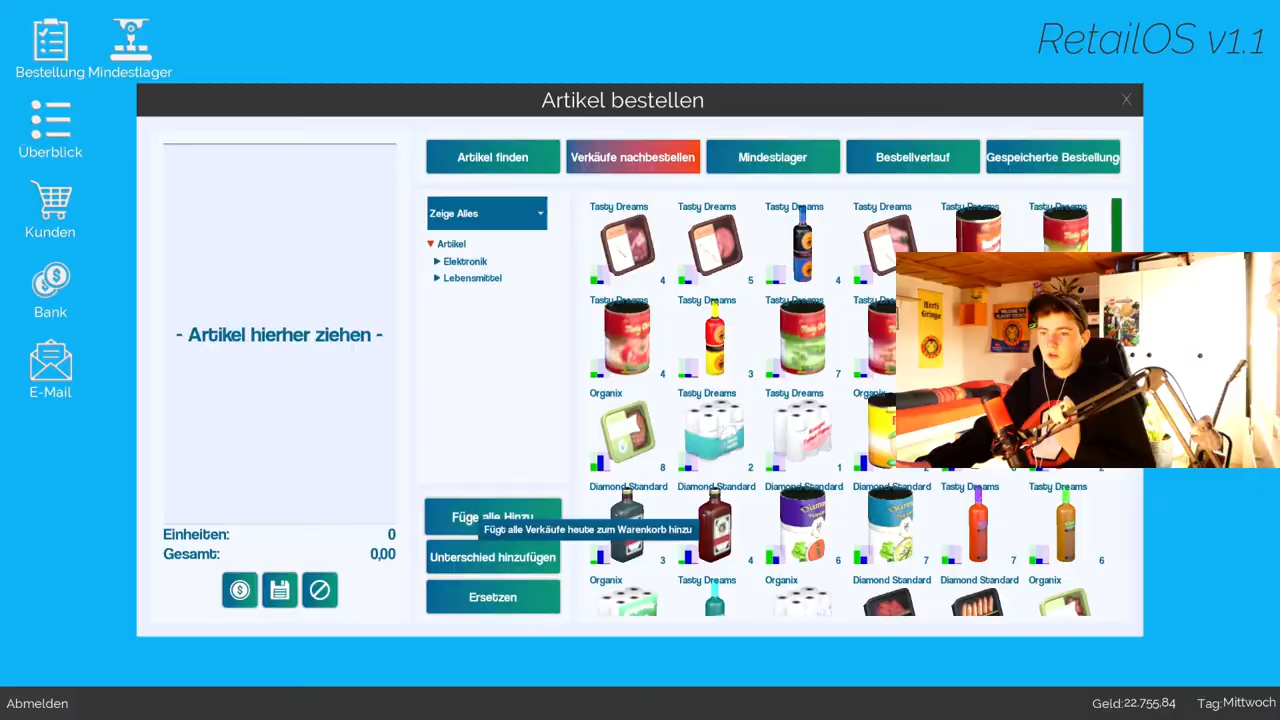 RetailOS v1.1
Bestellung
Mindestlager
Überblick
Kunden
Bank
E-Mail
Artikel bestellen
X
Artikel finden
Verkäufe nachbestellen
Mindestlager
Bestellverlauf
Gespeicherte Bestellung
Zeige Alles
Artikel
Elektronik
Lebensmittel
- Artikel hierher ziehen -
Einheiten: 0
Gesamt: 0,00
Füge alle Hinzu
Fügt alle Verkäufe heute zum Warenkorb hinzu
Unterschied hinzufügen
Ersetzen
Tasty Dreams Tasty Dreams Tasty Dreams Tasty Dreams Tasty Dreams Tasty Dreams
4 5 4
Tasty Dreams Tasty Dreams Tasty Dreams
4 3 7
Organix Tasty Dreams Tasty Dreams
8 2 1
Diamond Standard Diamond Standard Diamond Standard Diamond Standard Tasty Dreams Tasty Dreams
3 4 6 7 7 6
Organix Tasty Dreams Organix Diamond Standard Diamond Standard Organix
Abmelden
Geld:22.755,84
Tag:Mittwoch